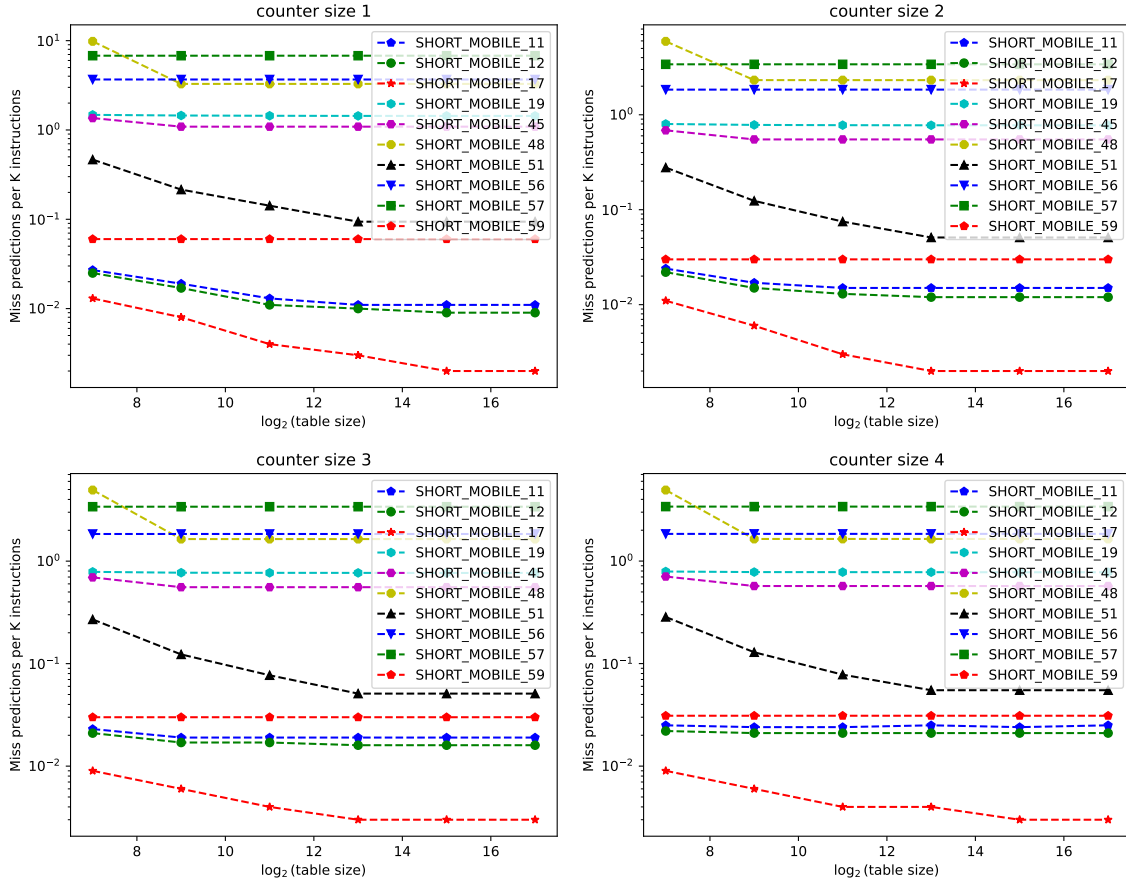 counter size 1
Miss predictions per K instructions
10¹
10⁰
10⁻¹
10⁻²
SHORT_MOBILE_11
SHORT_MOBILE_12
SHORT_MOBILE_17
SHORT_MOBILE_19
SHORT_MOBILE_45
SHORT_MOBILE_48
SHORT_MOBILE_51
SHORT_MOBILE_56
SHORT_MOBILE_57
SHORT_MOBILE_59
8 10 12 14 16
log₂(table size)
counter size 2
Miss predictions per K instructions
10⁰
10⁻¹
10⁻²
SHORT_MOBILE_11
SHORT_MOBILE_12
SHORT_MOBILE_17
SHORT_MOBILE_19
SHORT_MOBILE_45
SHORT_MOBILE_48
SHORT_MOBILE_51
SHORT_MOBILE_56
SHORT_MOBILE_57
SHORT_MOBILE_59
8 10 12 14 16
log₂(table size)
counter size 3
Miss predictions per K instructions
10⁰
10⁻¹
10⁻²
SHORT_MOBILE_11
SHORT_MOBILE_12
SHORT_MOBILE_17
SHORT_MOBILE_19
SHORT_MOBILE_45
SHORT_MOBILE_48
SHORT_MOBILE_51
SHORT_MOBILE_56
SHORT_MOBILE_57
SHORT_MOBILE_59
8 10 12 14 16
log₂(table size)
counter size 4
Miss predictions per K instructions
10⁰
10⁻¹
10⁻²
SHORT_MOBILE_11
SHORT_MOBILE_12
SHORT_MOBILE_17
SHORT_MOBILE_19
SHORT_MOBILE_45
SHORT_MOBILE_48
SHORT_MOBILE_51
SHORT_MOBILE_56
SHORT_MOBILE_57
SHORT_MOBILE_59
8 10 12 14 16
log₂(table size)